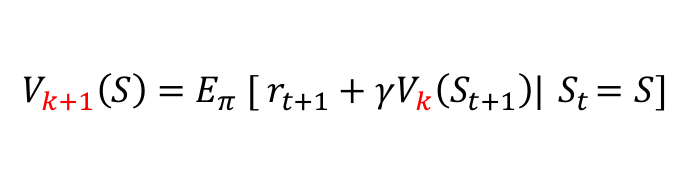 V_{k+1}(S) = E_π [ r_{t+1} + γV_k(S_{t+1})| S_t = S]